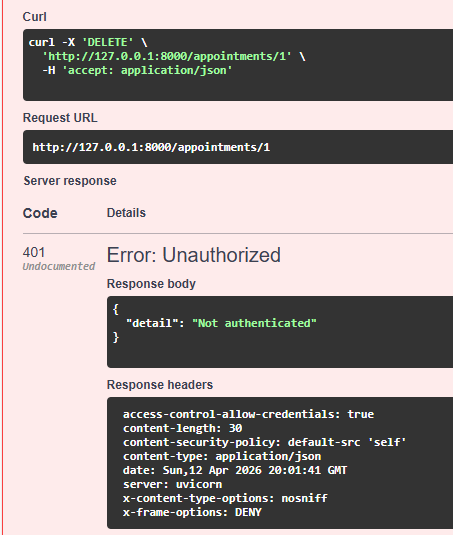 Curl
curl -X 'DELETE' \
  'http://127.0.0.1:8000/appointments/1' \
  -H 'accept: application/json'
Request URL
http://127.0.0.1:8000/appointments/1
Server response
Code Details
401 Error: Unauthorized
Undocumented
Response body
{
  "detail": "Not authenticated"
}
Response headers
access-control-allow-credentials: true
content-length: 30
content-security-policy: default-src 'self'
content-type: application/json
date: Sun,12 Apr 2026 20:01:41 GMT
server: uvicorn
x-content-type-options: nosniff
x-frame-options: DENY